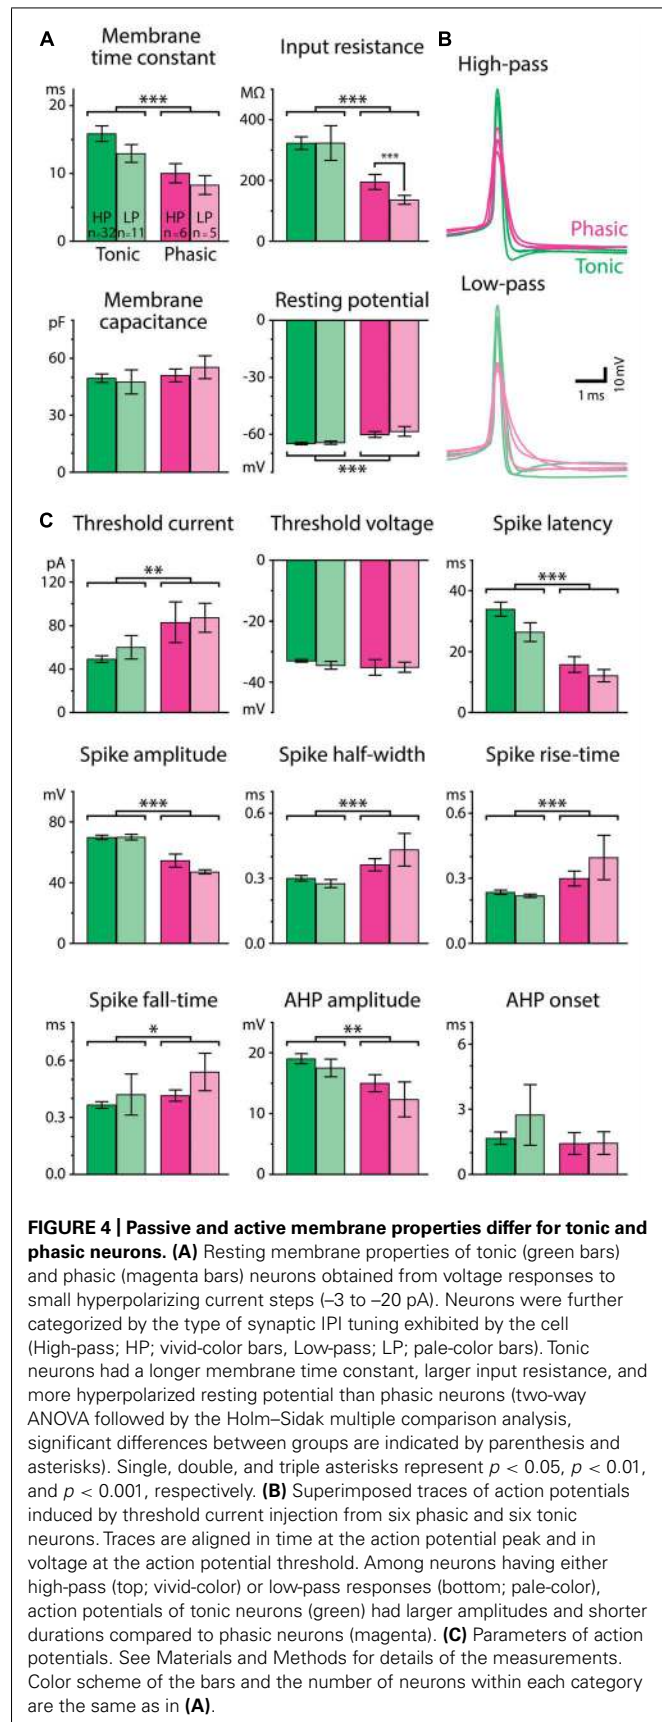 A
Membrane
time constant
ms
20
10
0
***
HP
n=32
LP
n=11
HP
n=6
LP
n=5
Tonic
Phasic
Input resistance
MΩ
400
200
0
***
***
B
High-pass
Phasic
Tonic
Low-pass
1 ms
10 mV
Membrane
capacitance
pF
60
30
0
Resting potential
0
-30
-60
mV
***
C
Threshold current
pA
120
80
40
0
**
Threshold voltage
0
-20
-40
mV
Spike latency
ms
40
20
0
***
Spike amplitude
mV
80
40
0
***
Spike half-width
ms
0.6
0.3
0.0
***
Spike rise-time
ms
0.6
0.3
0.0
***
Spike fall-time
ms
0.6
0.3
0.0
*
AHP amplitude
mV
20
10
0
**
AHP onset
ms
6
3
0
FIGURE 4 | Passive and active membrane properties differ for tonic and
phasic neurons. (A) Resting membrane properties of tonic (green bars)
and phasic (magenta bars) neurons obtained from voltage responses to
small hyperpolarizing current steps (–3 to –20 pA). Neurons were further
categorized by the type of synaptic IPI tuning exhibited by the cell
(High-pass; HP; vivid-color bars, Low-pass; LP; pale-color bars). Tonic
neurons had a longer membrane time constant, larger input resistance, and
more hyperpolarized resting potential than phasic neurons (two-way
ANOVA followed by the Holm–Sidak multiple comparison analysis,
significant differences between groups are indicated by parenthesis and
asterisks). Single, double, and triple asterisks represent p < 0.05, p < 0.01,
and p < 0.001, respectively. (B) Superimposed traces of action potentials
induced by threshold current injection from six phasic and six tonic
neurons. Traces are aligned in time at the action potential peak and in
voltage at the action potential threshold. Among neurons having either
high-pass (top; vivid-color) or low-pass responses (bottom; pale-color),
action potentials of tonic neurons (green) had larger amplitudes and shorter
durations compared to phasic neurons (magenta). (C) Parameters of action
potentials. See Materials and Methods for details of the measurements.
Color scheme of the bars and the number of neurons within each category
are the same as in (A).